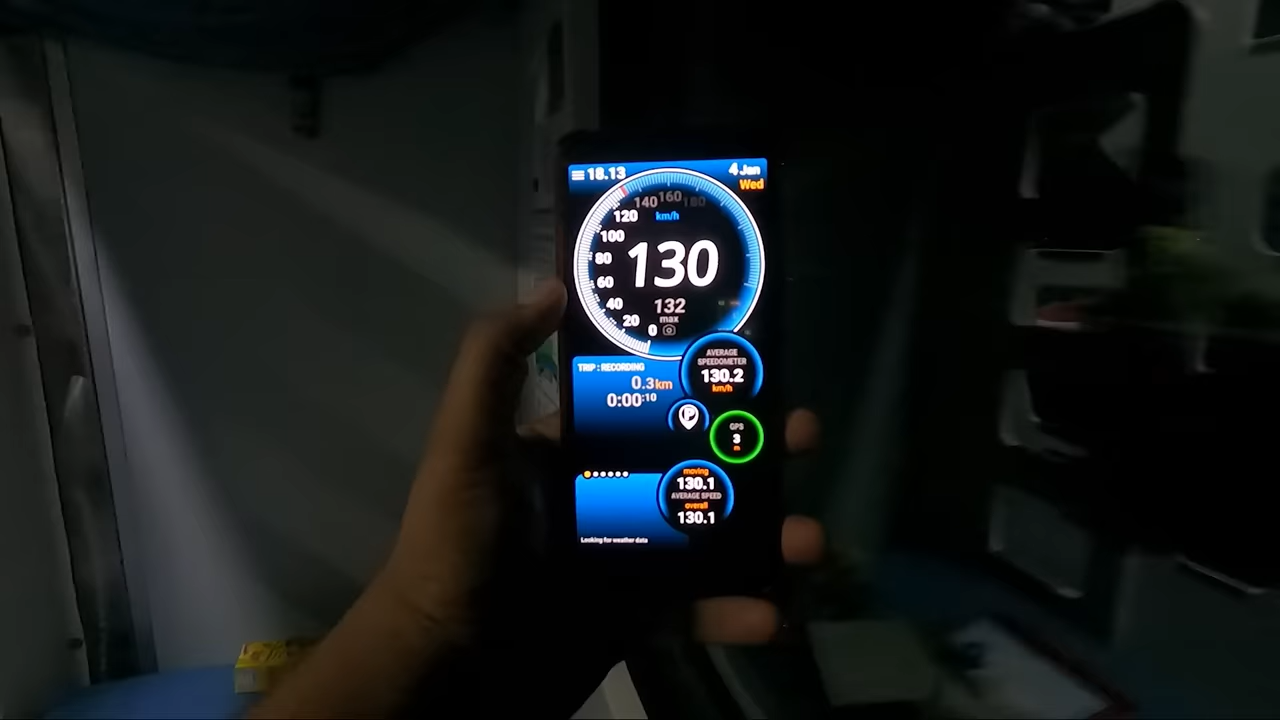 18.13
4 Jan
Wed
140 160 180
120
km/h
100
80
130
60
40
132
20
max
0
AVERAGE
SPEEDOMETER
130.2
km/h
TRIP : RECORDING
0.3km
0:00:10
P
GPS
3
m
moving
130.1
AVERAGE SPEED
overall
130.1
Looking for weather data